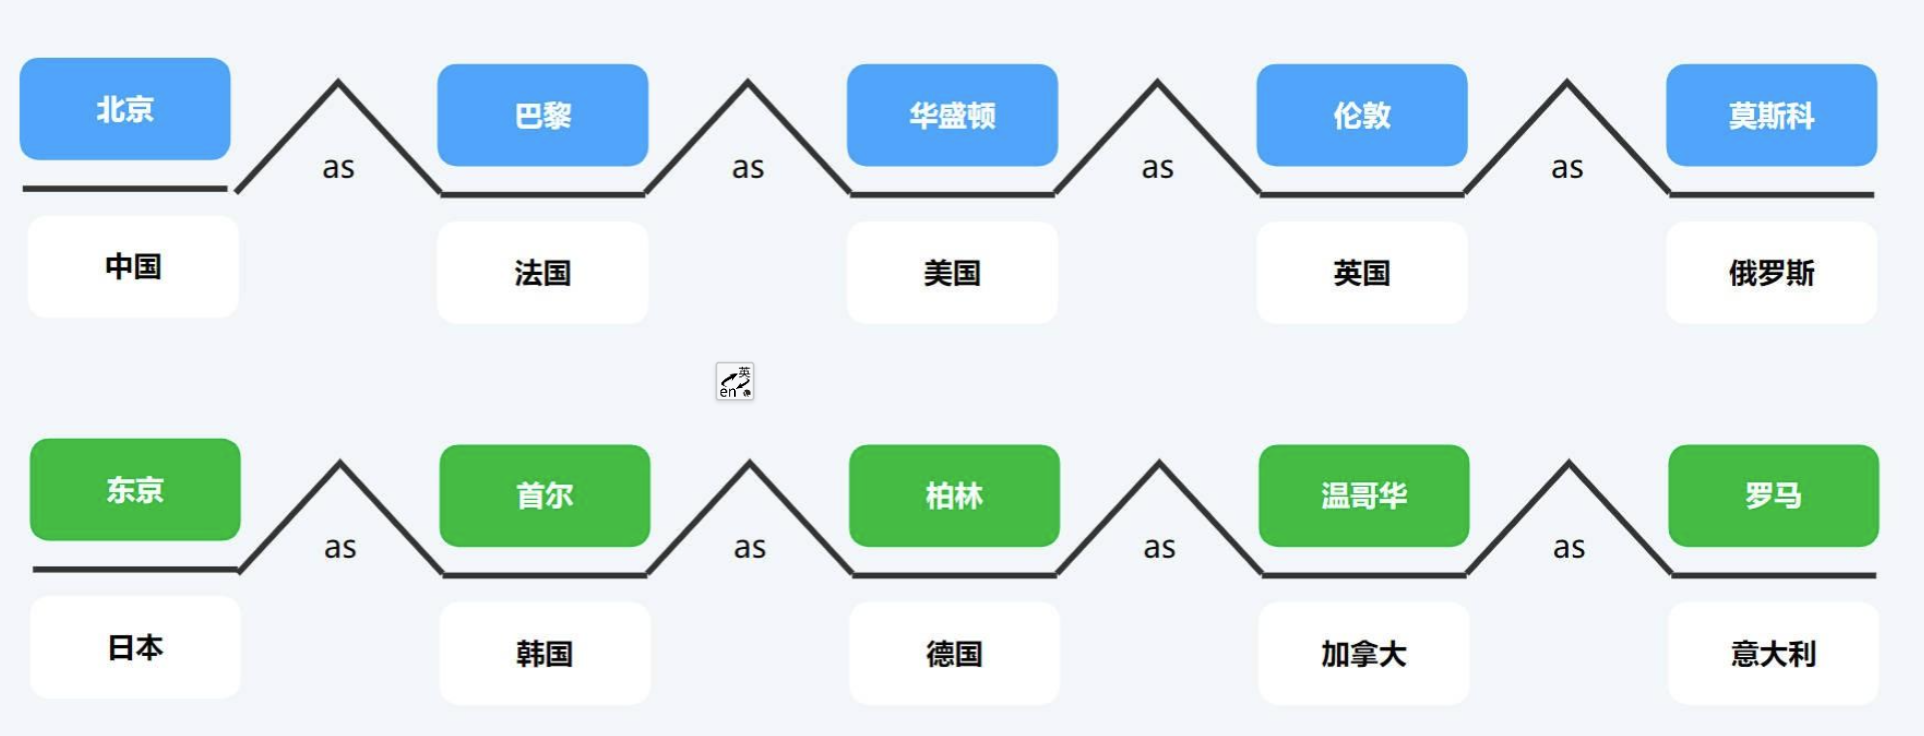 北京 as 巴黎 as 华盛顿 as 伦敦 as 莫斯科
中国 法国 美国 英国 俄罗斯
英
en
东京 as 首尔 as 柏林 as 温哥华 as 罗马
日本 韩国 德国 加拿大 意大利